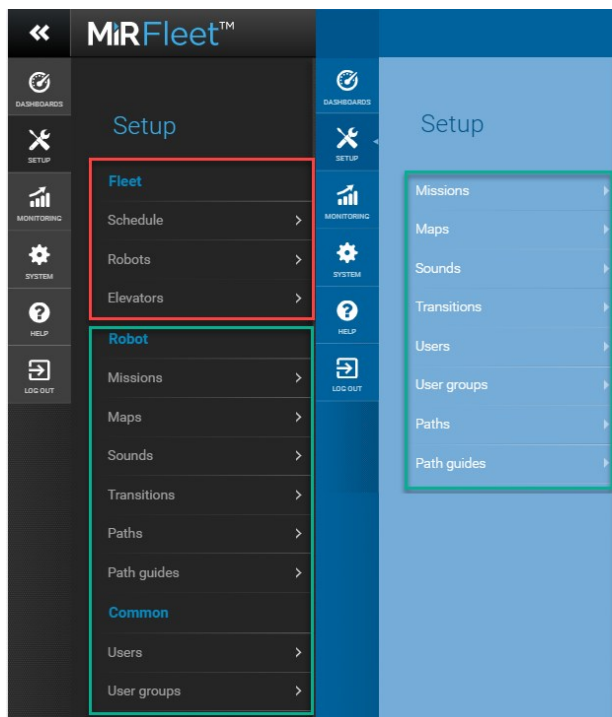 MiRFleet™
DASHBOARDS
SETUP
MONITORING
SYSTEM
HELP
LOG OUT
Setup
Fleet
Schedule
Robots
Elevators
Robot
Missions
Maps
Sounds
Transitions
Paths
Path guides
Common
Users
User groups
DASHBOARDS
SETUP
MONITORING
SYSTEM
HELP
LOG OUT
Setup
Missions
Maps
Sounds
Transitions
Users
User groups
Paths
Path guides